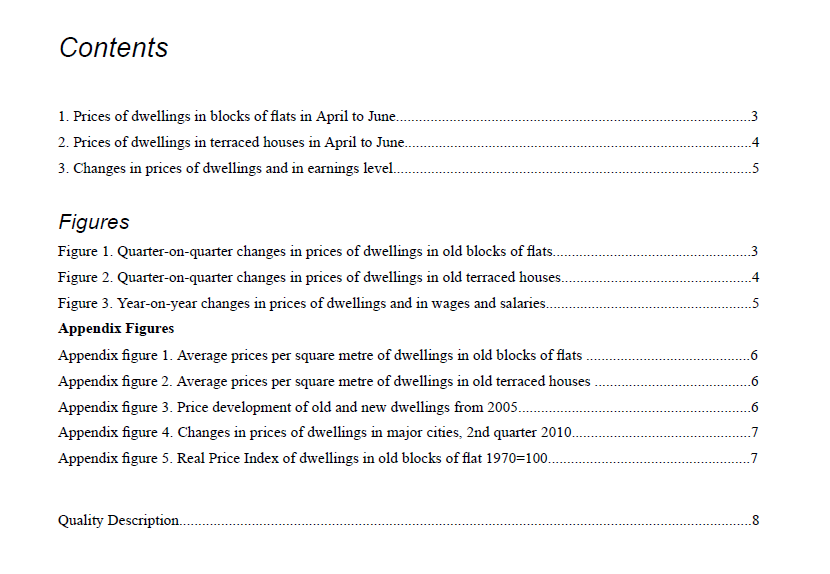 Contents
1. Prices of dwellings in blocks of flats in April to June..............................................................................................3
2. Prices of dwellings in terraced houses in April to June............................................................................................4
3. Changes in prices of dwellings and in earnings level...............................................................................................5
Figures
Figure 1. Quarter-on-quarter changes in prices of dwellings in old blocks of flats.....................................................3
Figure 2. Quarter-on-quarter changes in prices of dwellings in old terraced houses...................................................4
Figure 3. Year-on-year changes in prices of dwellings and in wages and salaries.......................................................5
Appendix Figures
Appendix figure 1. Average prices per square metre of dwellings in old blocks of flats ...........................................6
Appendix figure 2. Average prices per square metre of dwellings in old terraced houses .........................................6
Appendix figure 3. Price development of old and new dwellings from 2005.............................................................6
Appendix figure 4. Changes in prices of dwellings in major cities, 2nd quarter 2010...............................................7
Appendix figure 5. Real Price Index of dwellings in old blocks of flat 1970=100.....................................................7
Quality Description......................................................................................................................................................8